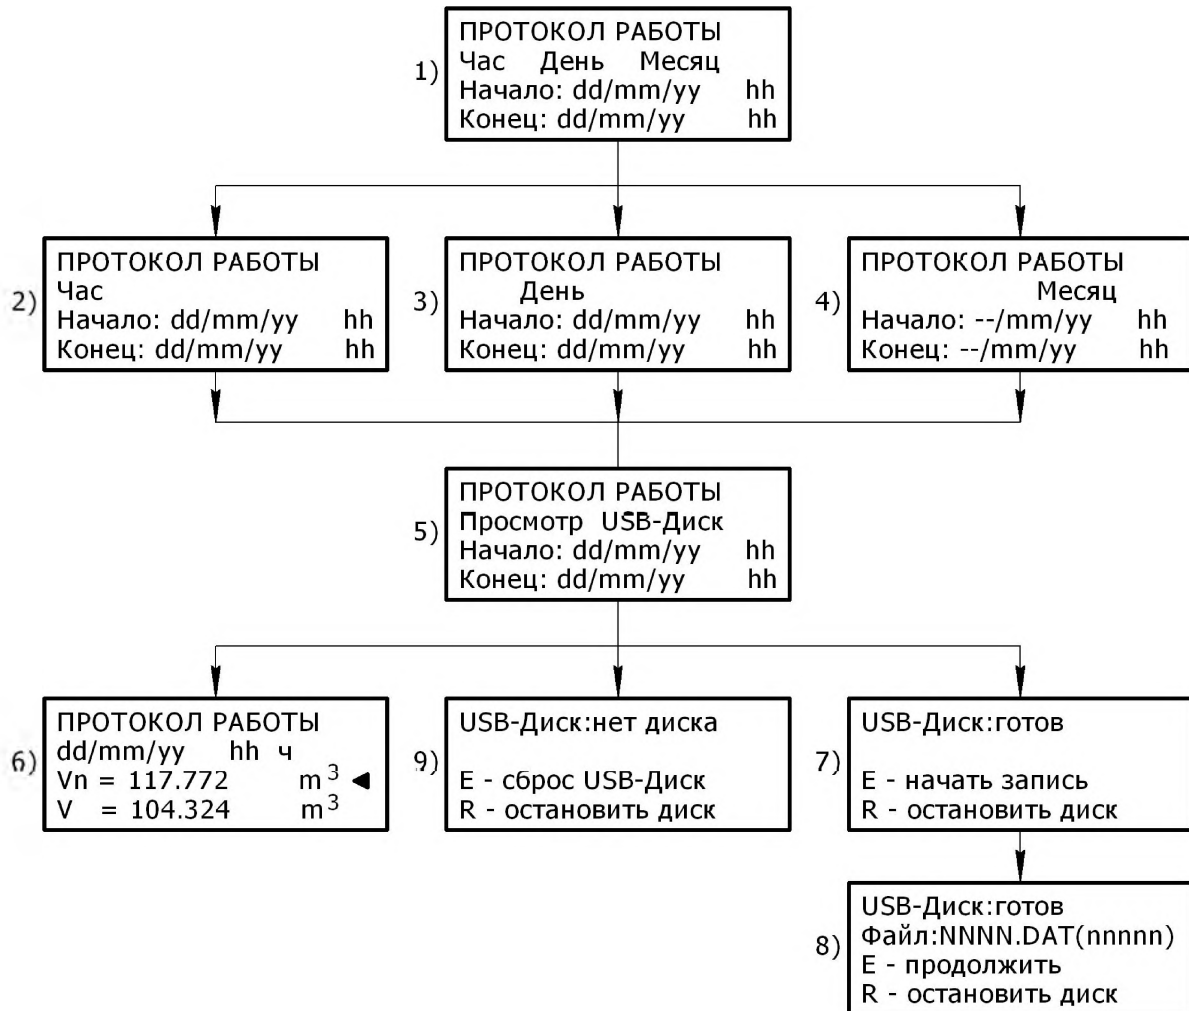 1)
ПРОТОКОЛ РАБОТЫ
Час День Месяц
Начало: dd/mm/yy hh
Конец: dd/mm/yy hh
2)
ПРОТОКОЛ РАБОТЫ
Час
Начало: dd/mm/yy hh
Конец: dd/mm/yy hh
3)
ПРОТОКОЛ РАБОТЫ
День
Начало: dd/mm/yy hh
Конец: dd/mm/yy hh
4)
ПРОТОКОЛ РАБОТЫ
Месяц
Начало: --/mm/yy hh
Конец: --/mm/yy hh
5)
ПРОТОКОЛ РАБОТЫ
Просмотр USB-Диск
Начало: dd/mm/yy hh
Конец: dd/mm/yy hh
6)
ПРОТОКОЛ РАБОТЫ
dd/mm/yy hh ч
Vn = 117.772 m³ ◄
V = 104.324 m³
9)
USB-Диск:нет диска
E - сброс USB-Диск
R - остановить диск
7)
USB-Диск:готов
E - начать запись
R - остановить диск
8)
USB-Диск:готов
Файл:NNNN.DAT(nnnnn)
E - продолжить
R - остановить диск